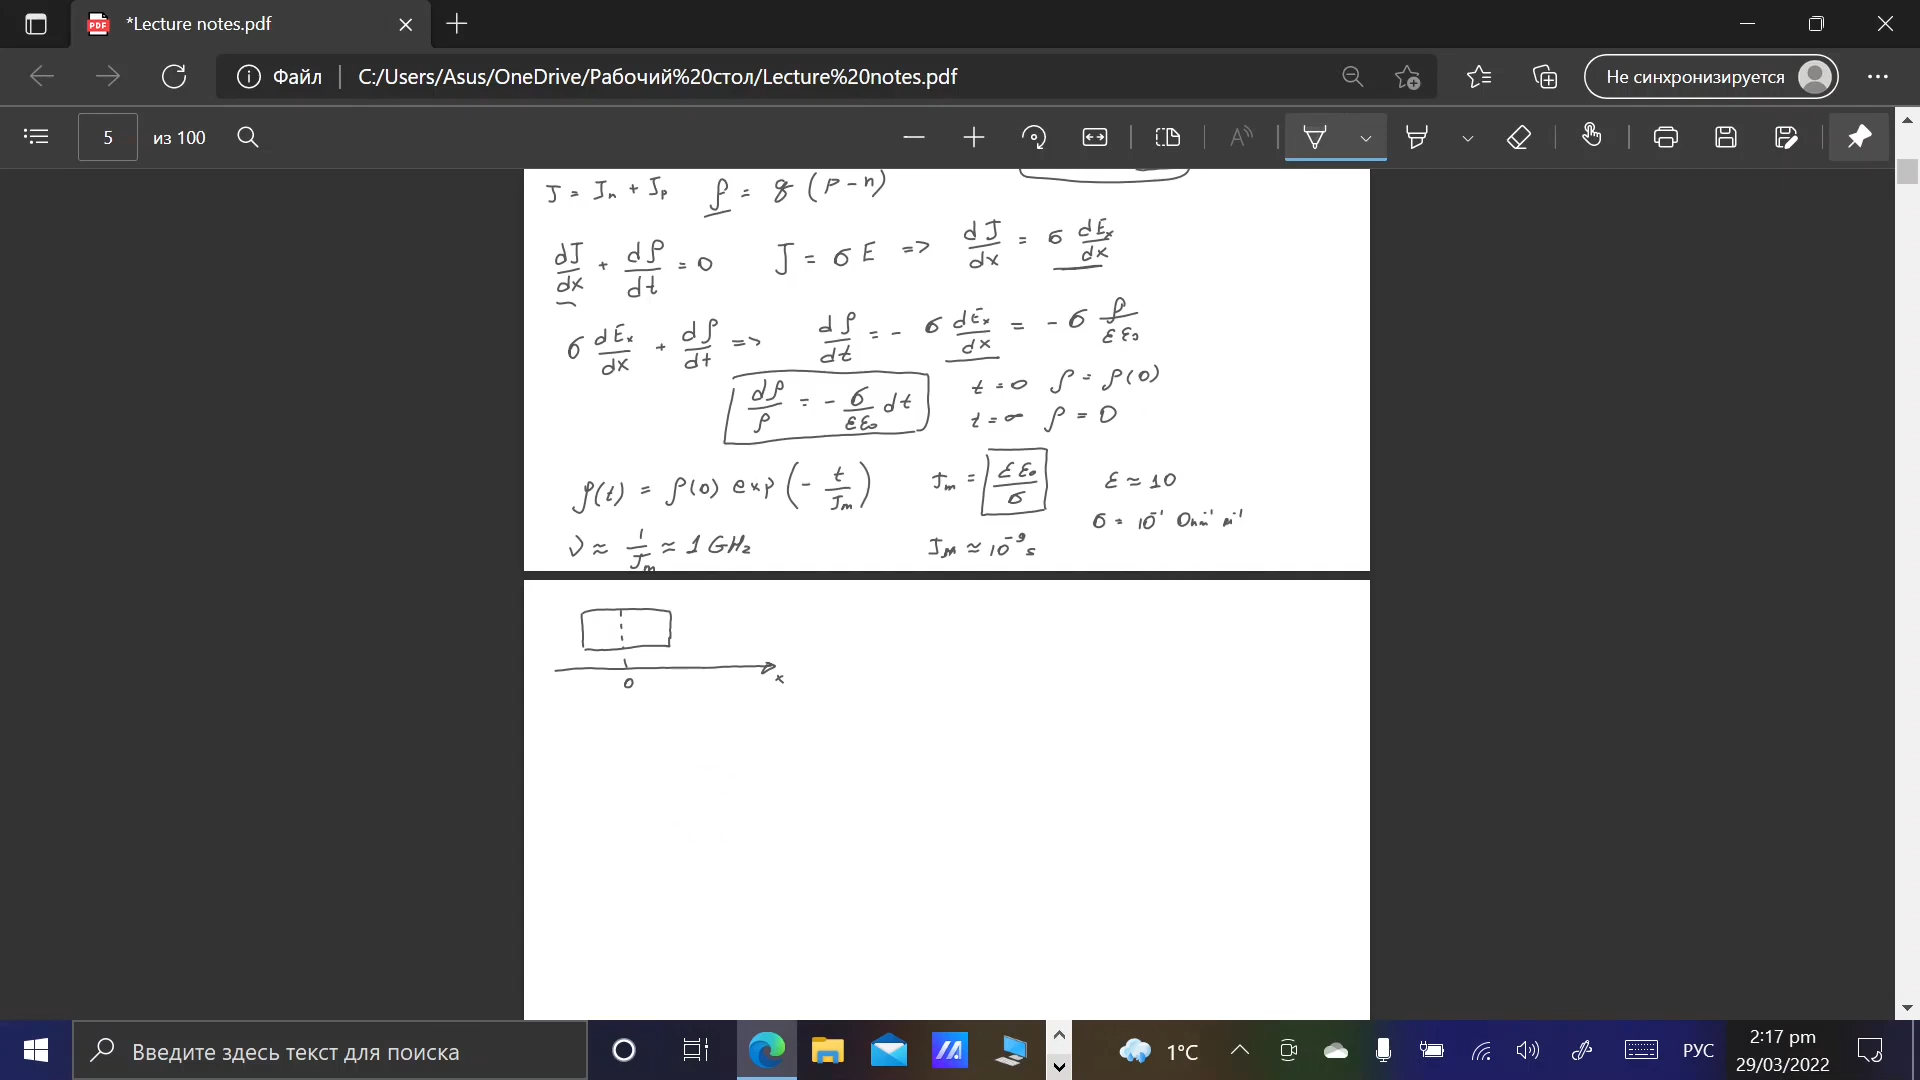 *Lecture notes.pdf
Файл | C:/Users/Asus/OneDrive/Рабочий%20стол/Lecture%20notes.pdf
Не синхронизируется
5 из 100
J = Jn + Jp   ρ = q (p - n)
dJ/dx + dρ/dt = 0   J = σ E => dJ/dx = σ dEx/dx
σ dEx/dx + dρ/dt => dρ/dt = - σ dEx/dx = - σ ρ/εε0
t = 0   ρ = ρ(0)
dρ/ρ = - σ/εε0 dt
t = ∞   ρ = 0
ρ(t) = ρ(0) exp (- t/τm)   τm = εε0/σ   ε ≈ 10
σ = 10⁻¹ Ohm⁻¹ m⁻¹
ν ≈ 1/τm ≈ 1 GHz   τm ≈ 10⁻⁹ s
0
x
Введите здесь текст для поиска
1°C
РУС
2:17 pm
29/03/2022